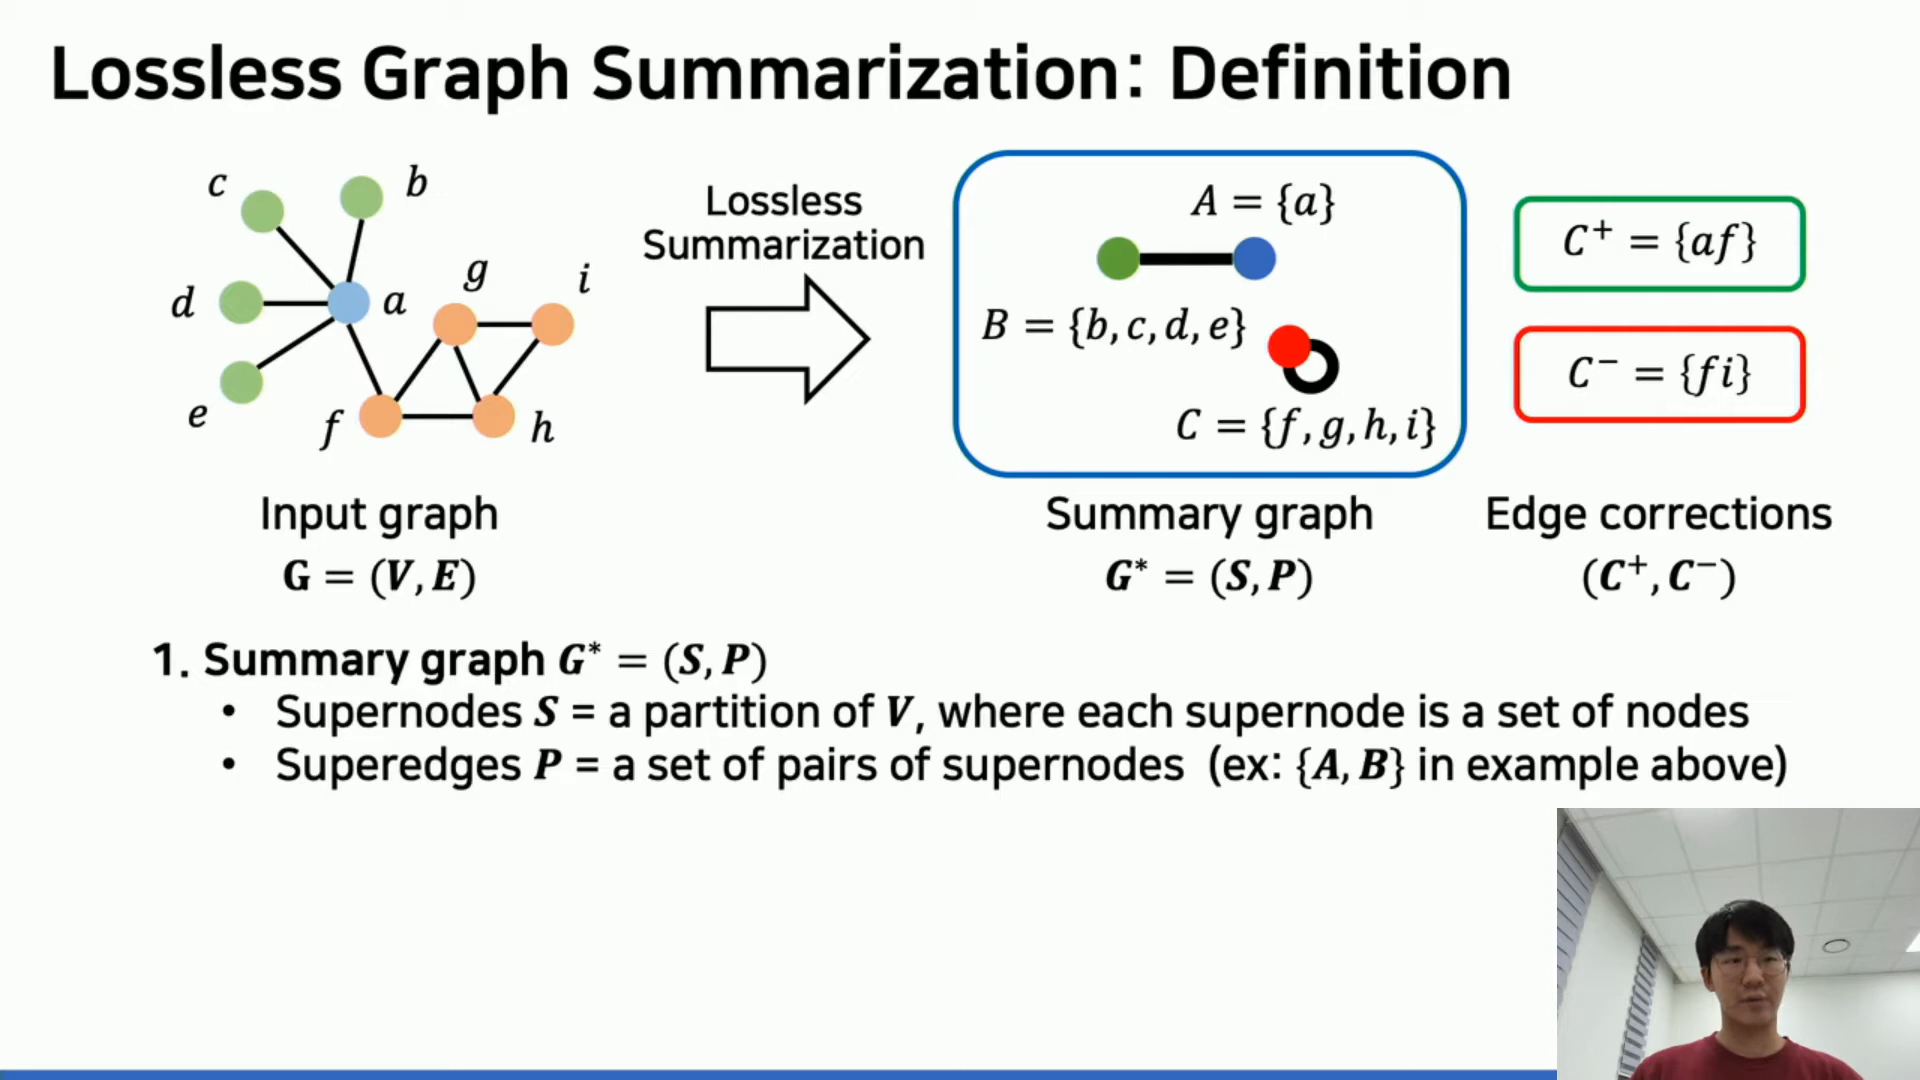 Lossless Graph Summarization: Definition
c
b
d
a
g
i
e
f
h
Lossless
Summarization
A = {a}
B = {b, c, d, e}
C = {f, g, h, i}
C⁺ = {af}
C⁻ = {fi}
Input graph
G = (V, E)
Summary graph
G* = (S, P)
Edge corrections
(C⁺, C⁻)
1. Summary graph G* = (S, P)
• Supernodes S = a partition of V, where each supernode is a set of nodes
• Superedges P = a set of pairs of supernodes (ex: {A, B} in example above)